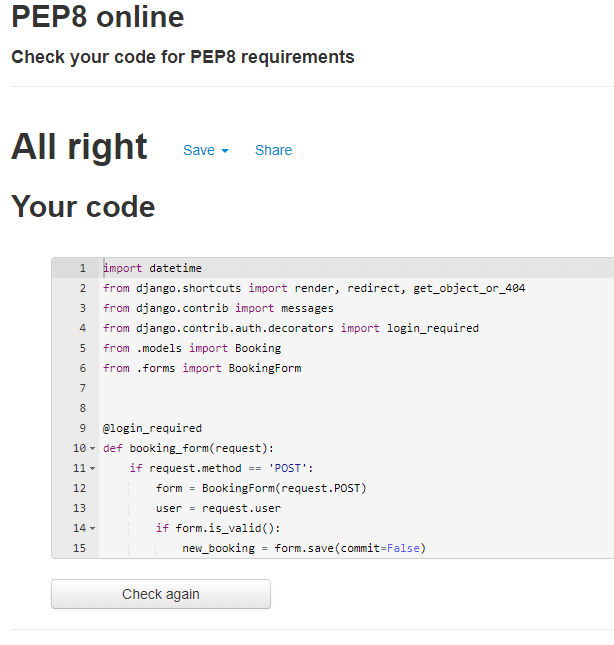 PEP8 online
Check your code for PEP8 requirements
All right Save Share
Your code
1 import datetime
2 from django.shortcuts import render, redirect, get_object_or_404
3 from django.contrib import messages
4 from django.contrib.auth.decorators import login_required
5 from .models import Booking
6 from .forms import BookingForm
7
8
9 @login_required
10 def booking_form(request):
11     if request.method == 'POST':
12         form = BookingForm(request.POST)
13         user = request.user
14         if form.is_valid():
15             new_booking = form.save(commit=False)
Check again